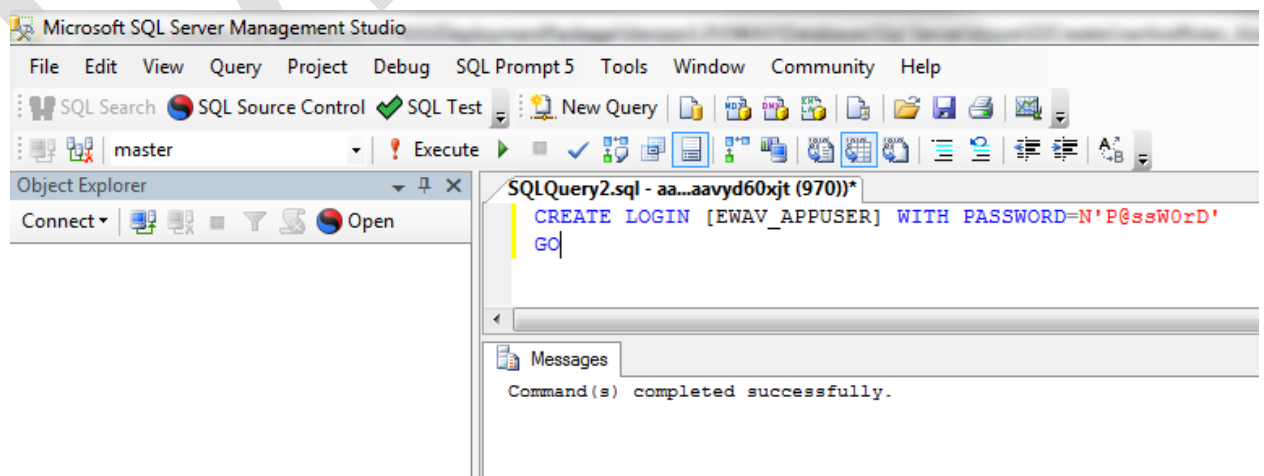 Microsoft SQL Server Management Studio
File Edit View Query Project Debug SQL Prompt 5 Tools Window Community Help
SQL Search SQL Source Control SQL Test New Query
master Execute
Object Explorer
SQLQuery2.sql - aa...aavyd60xjt (970))*
Connect Open
CREATE LOGIN [EWAV_APPUSER] WITH PASSWORD=N'P@ssW0rD'
GO
Messages
Command(s) completed successfully.